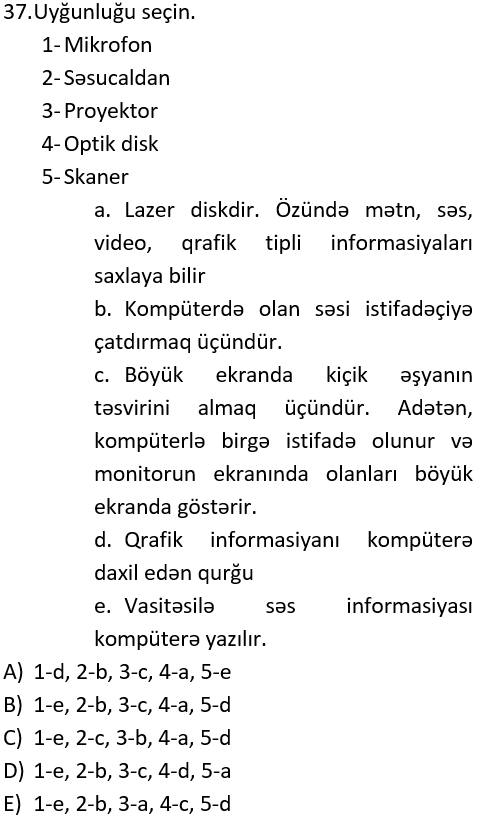 37.Uyğunluğu seçin.
1- Mikrofon
2- Səsucaldan
3- Proyektor
4- Optik disk
5- Skaner
a. Lazer diskdir. Özündə mətn, səs,
video, qrafik tipli informasiyaları
saxlaya bilir
b. Kompüterdə olan səsi istifadəçiyə
çatdırmaq üçündür.
c. Böyük ekranda kiçik əşyanın
təsvirini almaq üçündür. Adətən,
kompüterlə birgə istifadə olunur və
monitorun ekranında olanları böyük
ekranda göstərir.
d. Qrafik informasiyanı kompüterə
daxil edən qurğu
e. Vasitəsilə səs informasiyası
kompüterə yazılır.
A) 1-d, 2-b, 3-c, 4-a, 5-e
B) 1-e, 2-b, 3-c, 4-a, 5-d
C) 1-e, 2-c, 3-b, 4-a, 5-d
D) 1-e, 2-b, 3-c, 4-d, 5-a
E) 1-e, 2-b, 3-a, 4-c, 5-d